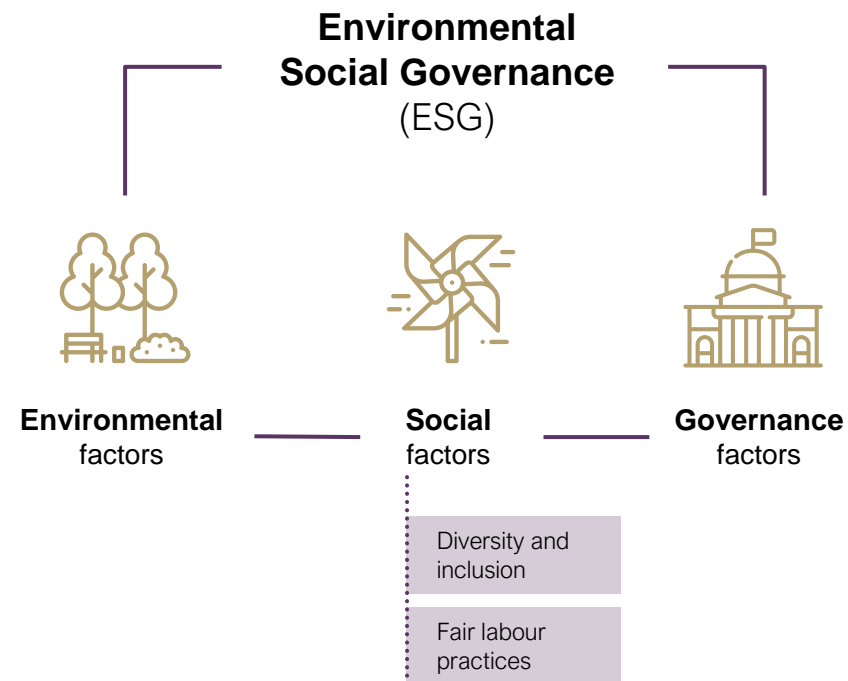 Environmental
Social Governance
(ESG)
Environmental
factors
Social
factors
Governance
factors
Diversity and
inclusion
Fair labour
practices